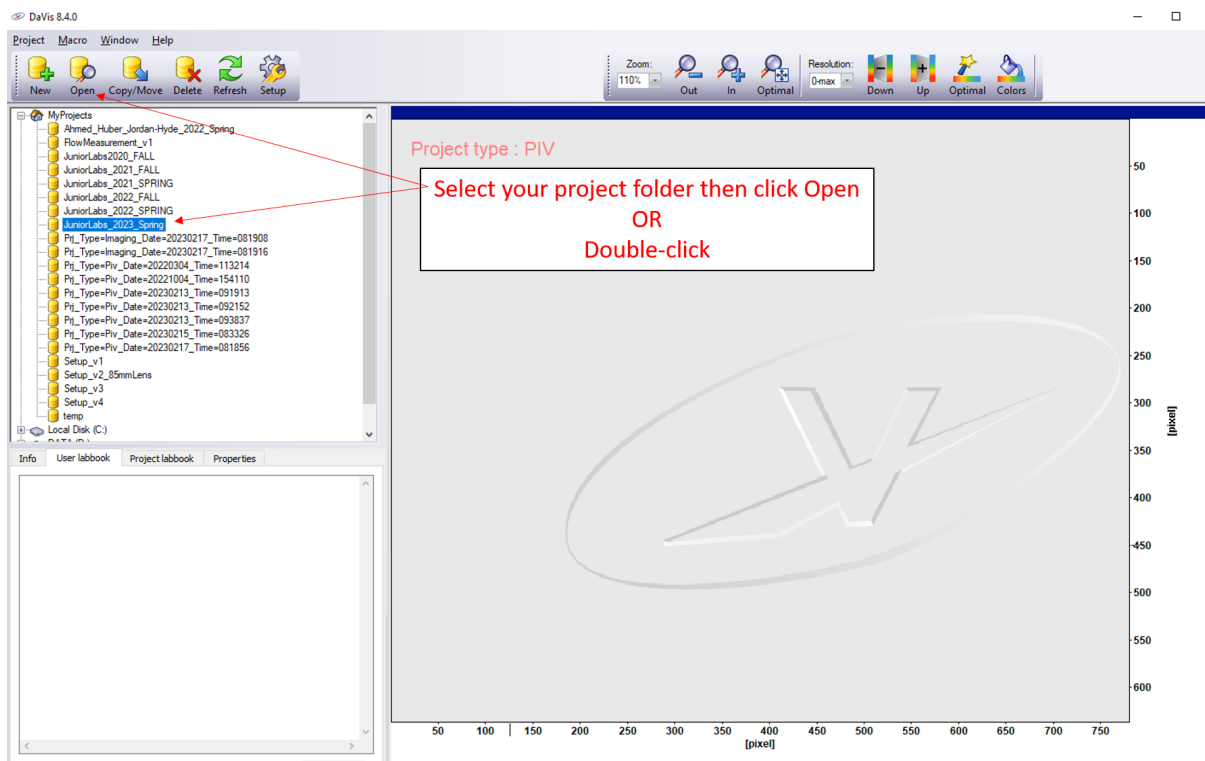 DaVis 8.4.0
Project Macro Window Help
New Open Copy/Move Delete Refresh Setup
Zoom:
110%
Out In Optimal
Resolution:
0-max
Down Up Optimal Colors
MyProjects
Ahmed_Huber_Jordan-Hyde_2022_Spring
FlowMeasurement_v1
JuniorLabs2020_FALL
JuniorLabs_2021_FALL
JuniorLabs_2021_SPRING
JuniorLabs_2022_FALL
JuniorLabs_2022_SPRING
JuniorLabs_2023_Spring
Prj_Type=Imaging_Date=20230217_Time=081908
Prj_Type=Imaging_Date=20230217_Time=081916
Prj_Type=Piv_Date=20220304_Time=113214
Prj_Type=Piv_Date=20221004_Time=154110
Prj_Type=Piv_Date=20230213_Time=091913
Prj_Type=Piv_Date=20230213_Time=092152
Prj_Type=Piv_Date=20230213_Time=093837
Prj_Type=Piv_Date=20230215_Time=083326
Prj_Type=Piv_Date=20230217_Time=081856
Setup_v1
Setup_v2_85mmLens
Setup_v3
Setup_v4
temp
Local Disk (C:)
Info User labbook Project labbook Properties
Project type : PIV
Select your project folder then click Open
OR
Double-click
50
100
150
200
250
300
350
400
450
500
550
600
[pixel]
50 100 150 200 250 300 350 400 450 500 550 600 650 700 750
[pixel]